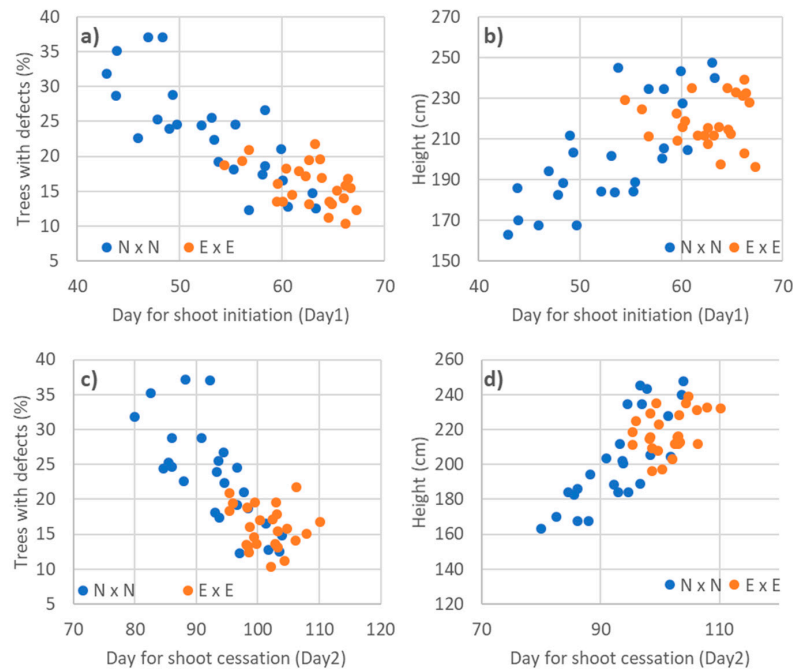 a)
Trees with defects (%)
40
35
30
25
20
15
10
5
N x N E x E
40 50 60 70
Day for shoot initiation (Day1)
b)
Height (cm)
270
250
230
210
190
170
150
N x N E x E
40 50 60 70
Day for shoot initiation (Day1)
c)
Trees with defects (%)
40
35
30
25
20
15
10
5
N x N E x E
70 80 90 100 110 120
Day for shoot cessation (Day2)
d)
Height (cm)
260
240
220
200
180
160
140
120
N x N E x E
70 90 110
Day for shoot cessation (Day2)